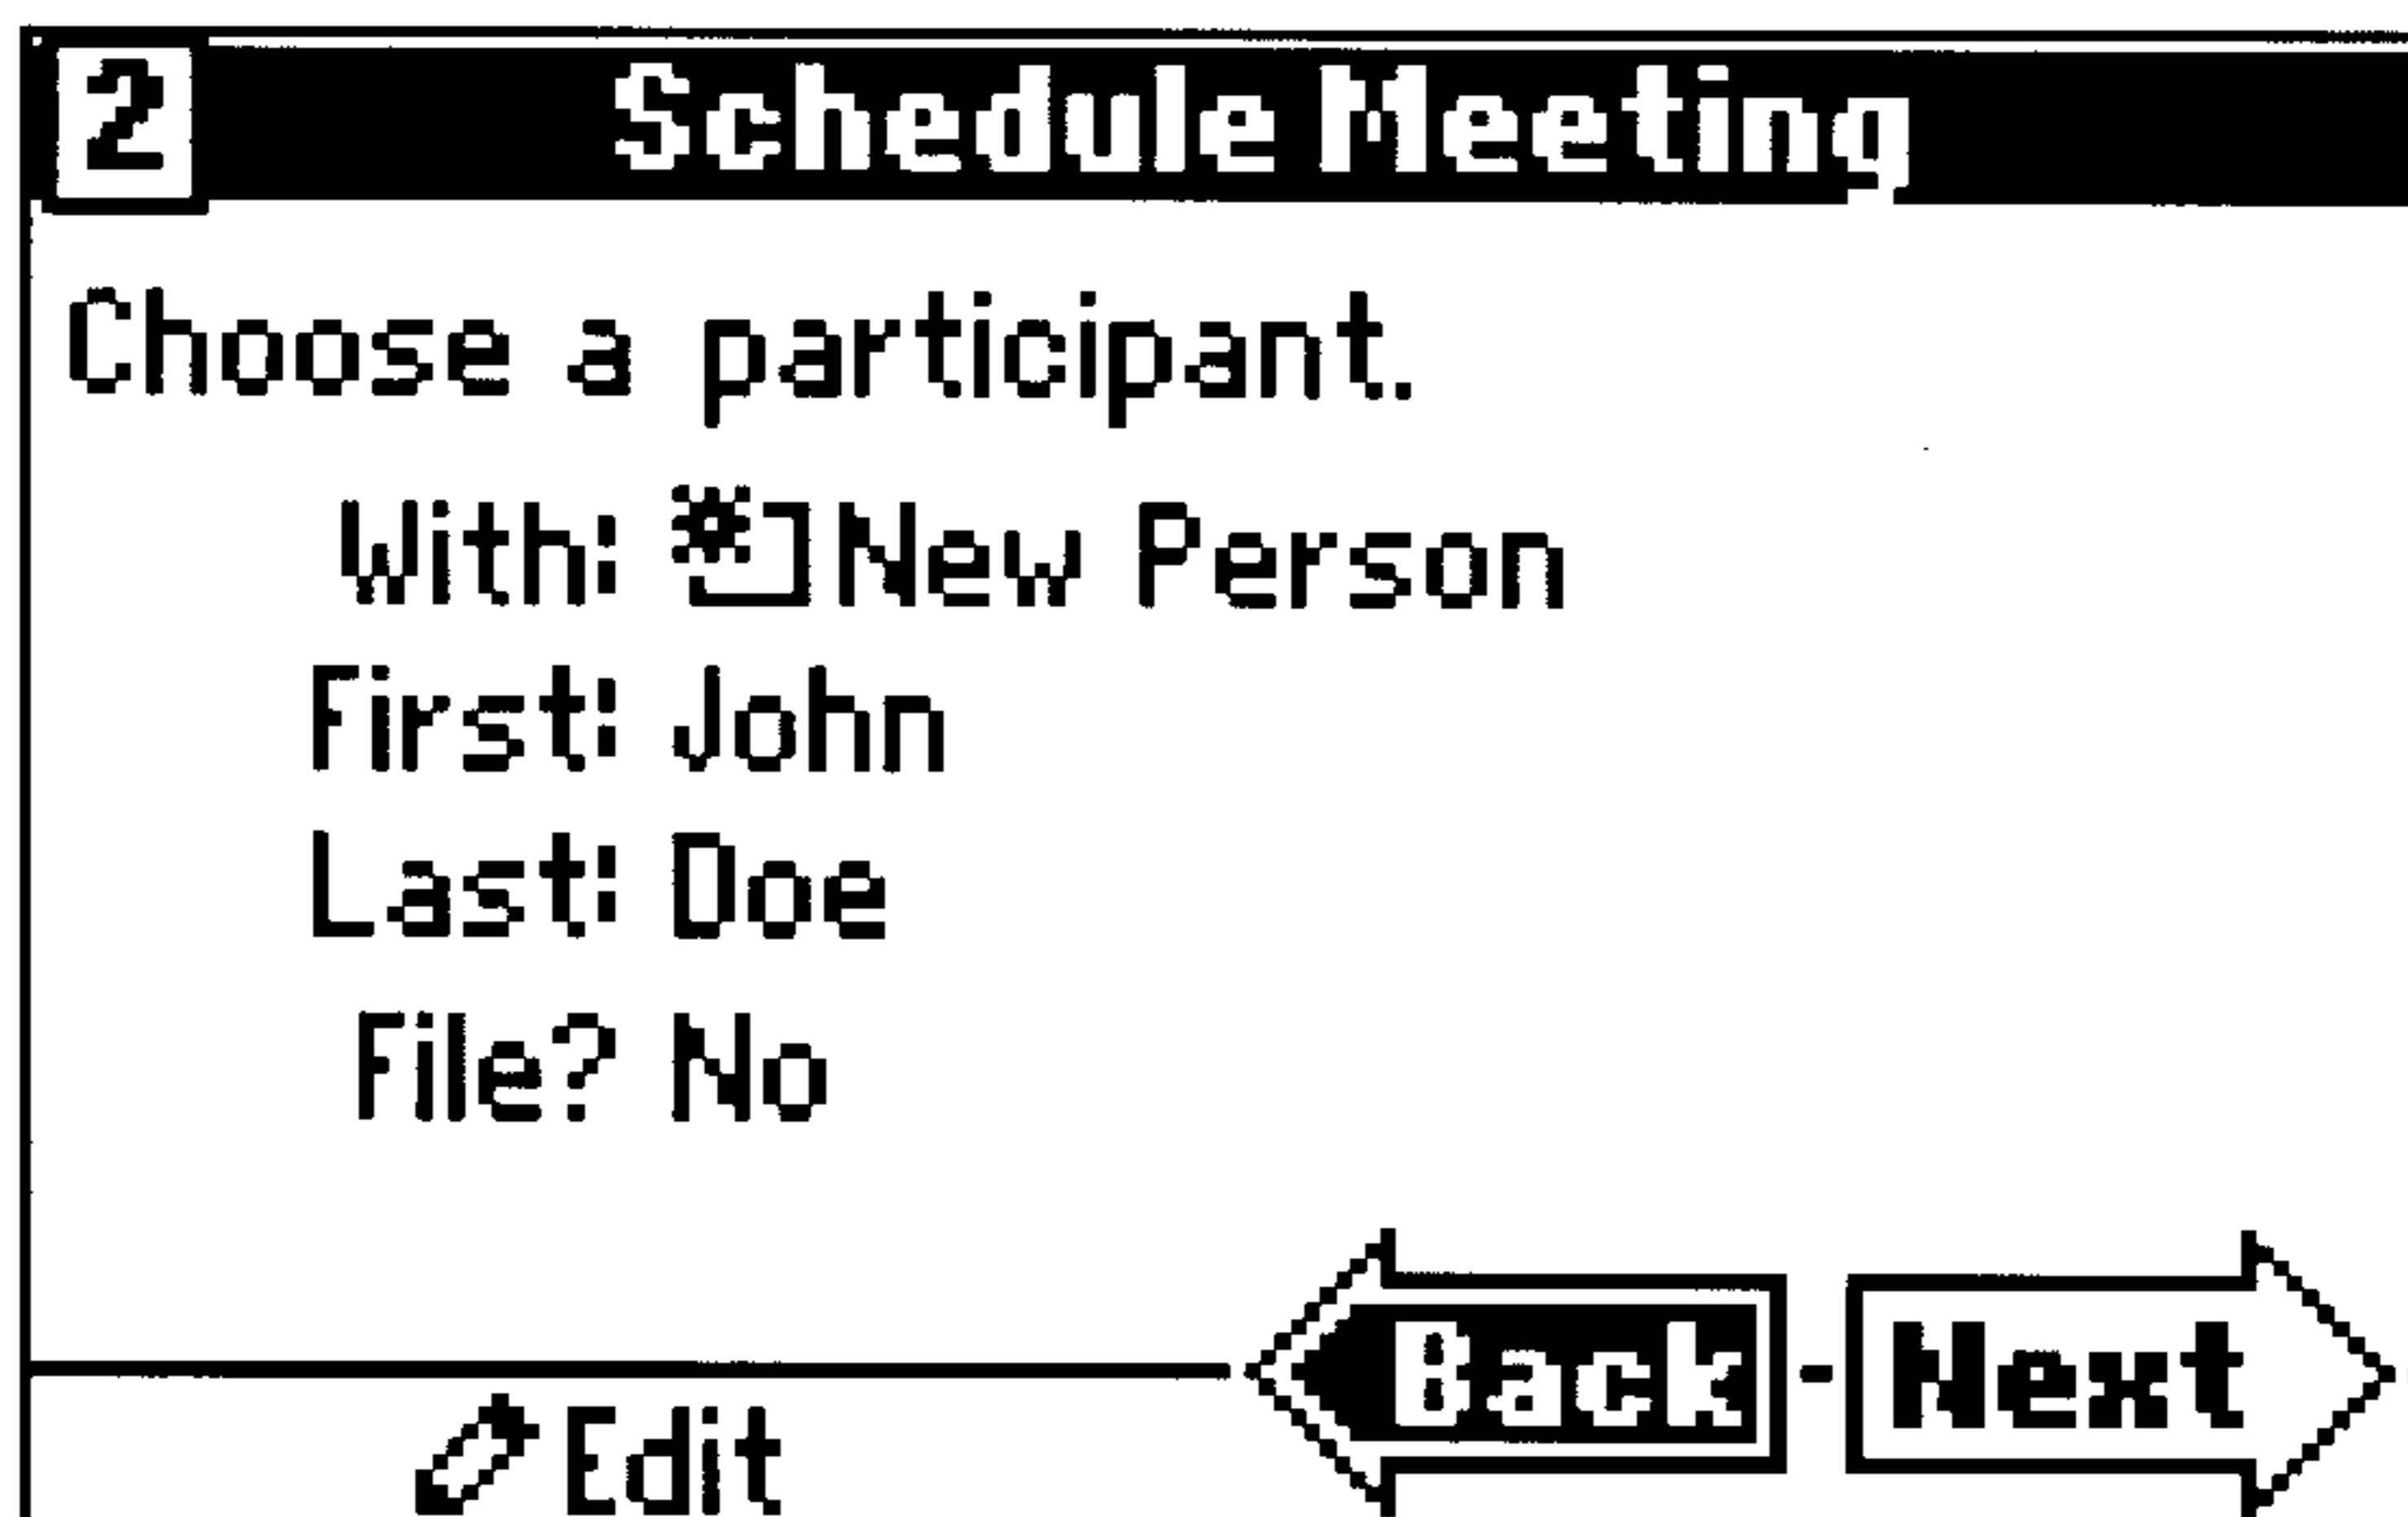 2 Schedule Meeting
Choose a participant.
With: New Person
First: John
Last: Doe
File? No
Back Next
Edit